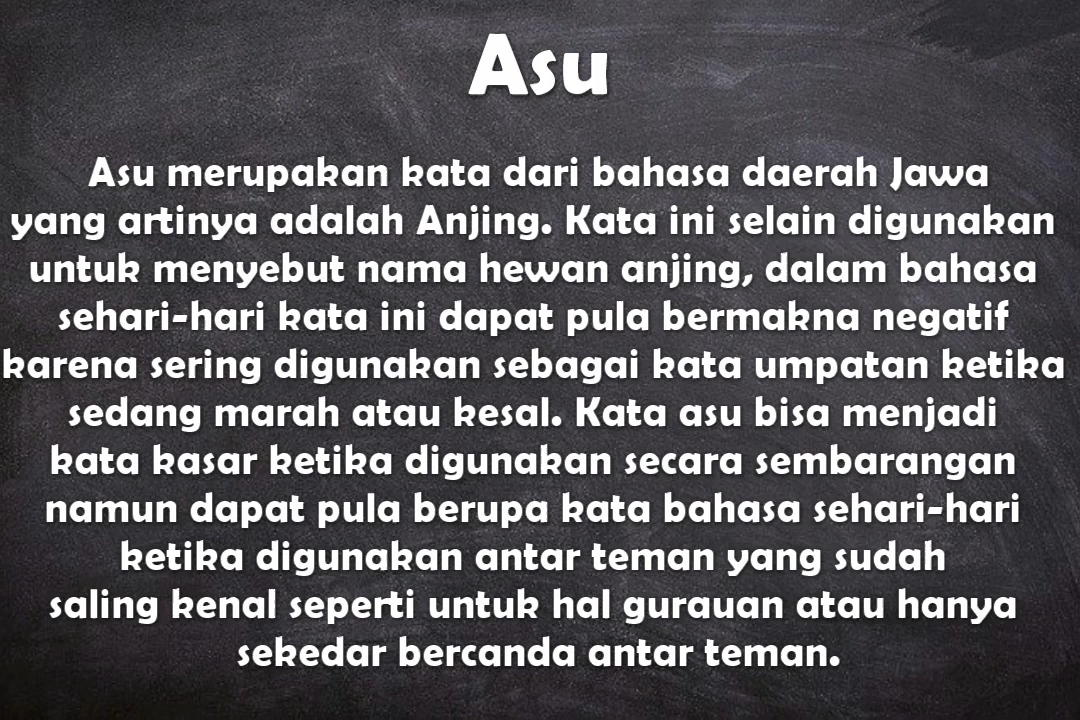 Asu
Asu merupakan kata dari bahasa daerah Jawa
yang artinya adalah Anjing. Kata ini selain digunakan
untuk menyebut nama hewan anjing, dalam bahasa
sehari-hari kata ini dapat pula bermakna negatif
karena sering digunakan sebagai kata umpatan ketika
sedang marah atau kesal. Kata asu bisa menjadi
kata kasar ketika digunakan secara sembarangan
namun dapat pula berupa kata bahasa sehari-hari
ketika digunakan antar teman yang sudah
saling kenal seperti untuk hal gurauan atau hanya
sekedar bercanda antar teman.